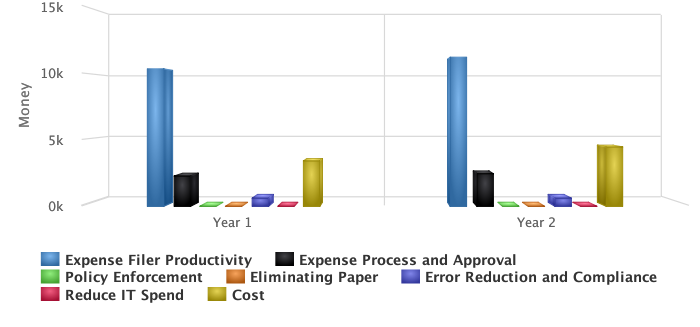 15k
10k
5k
0k
Money
Year 1
Year 2
Expense Filer Productivity
Expense Process and Approval
Policy Enforcement
Eliminating Paper
Error Reduction and Compliance
Reduce IT Spend
Cost